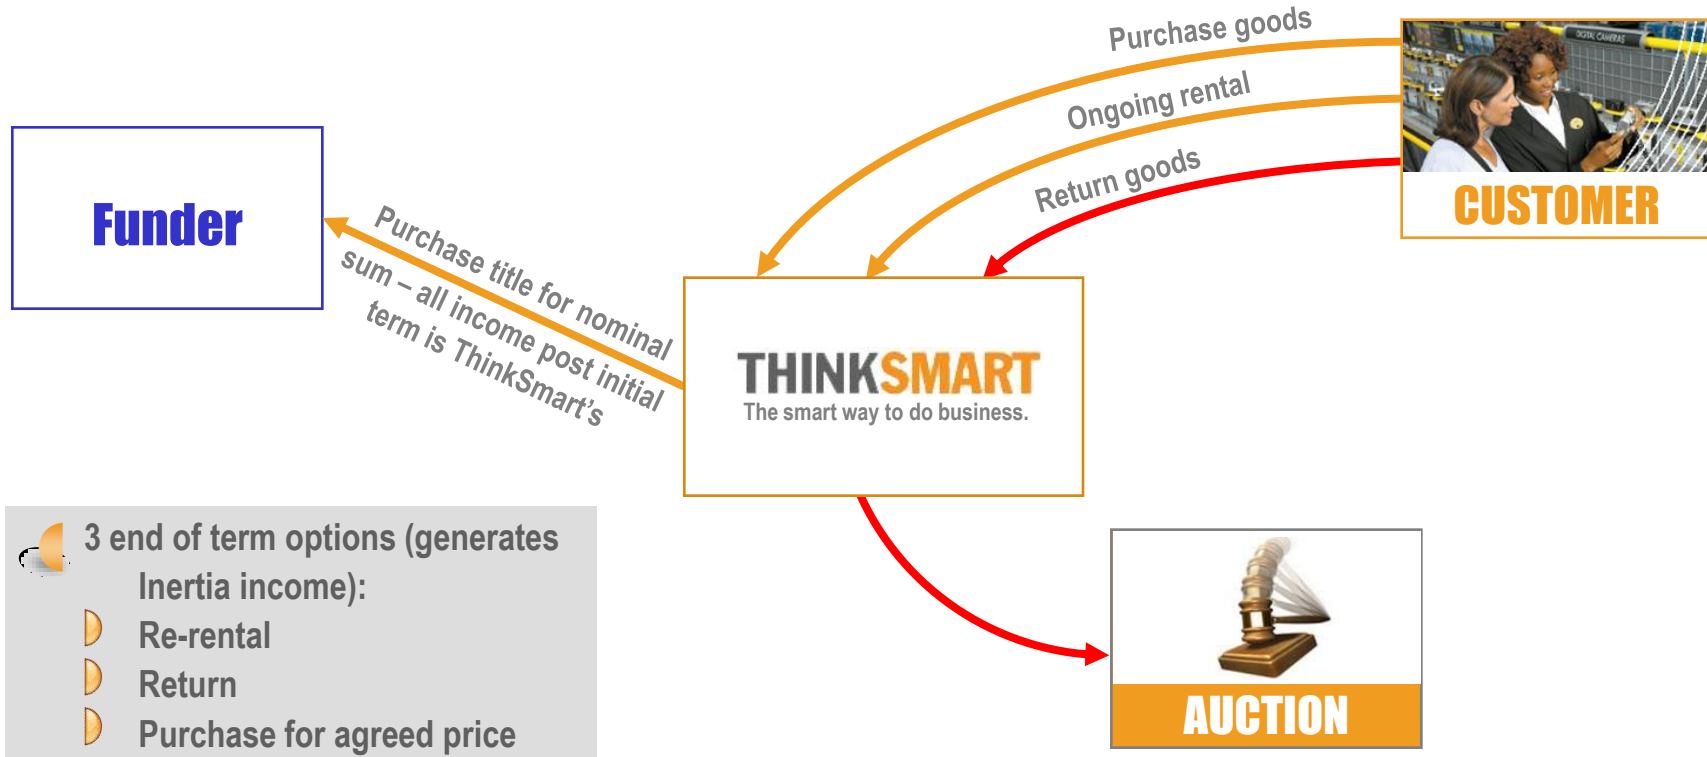 Purchase goods
Ongoing rental
Return goods
DIGITAL CAMERAS
CUSTOMER
Funder
Purchase title for nominal
sum – all income post initial
term is ThinkSmart’s
THINKSMART
The smart way to do business.
3 end of term options (generates
Inertia income):
Re-rental
Return
Purchase for agreed price
AUCTION